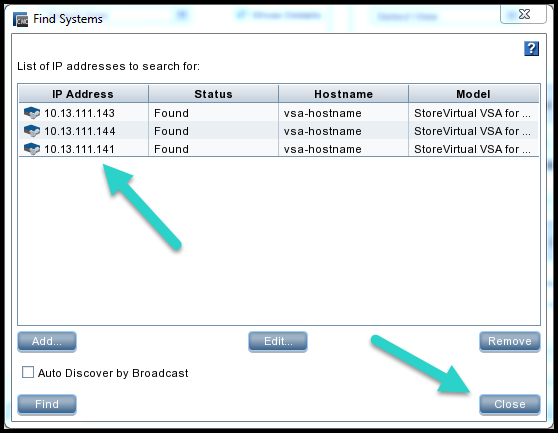 CMC Find Systems
?
List of IP addresses to search for:
IP Address Status Hostname Model
10.13.111.143 Found vsa-hostname StoreVirtual VSA for ...
10.13.111.144 Found vsa-hostname StoreVirtual VSA for ...
10.13.111.141 Found vsa-hostname StoreVirtual VSA for ...
Add... Edit... Remove
Auto Discover by Broadcast
Find Close